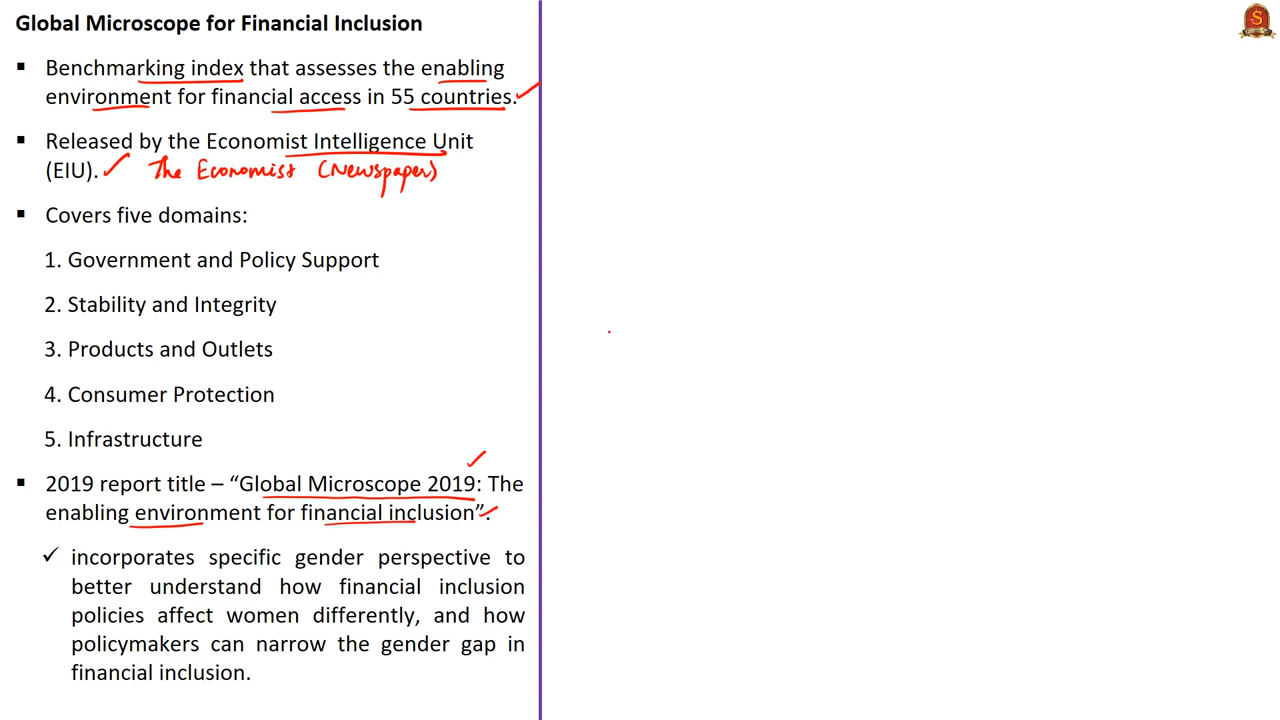 Global Microscope for Financial Inclusion
▪ Benchmarking index that assesses the enabling
environment for financial access in 55 countries.
▪ Released by the Economist Intelligence Unit
(EIU). The Economist (Newspaper)
▪ Covers five domains:
1. Government and Policy Support
2. Stability and Integrity
3. Products and Outlets
4. Consumer Protection
5. Infrastructure
▪ 2019 report title – “Global Microscope 2019: The
enabling environment for financial inclusion”.
✓ incorporates specific gender perspective to
better understand how financial inclusion
policies affect women differently, and how
policymakers can narrow the gender gap in
financial inclusion.
S